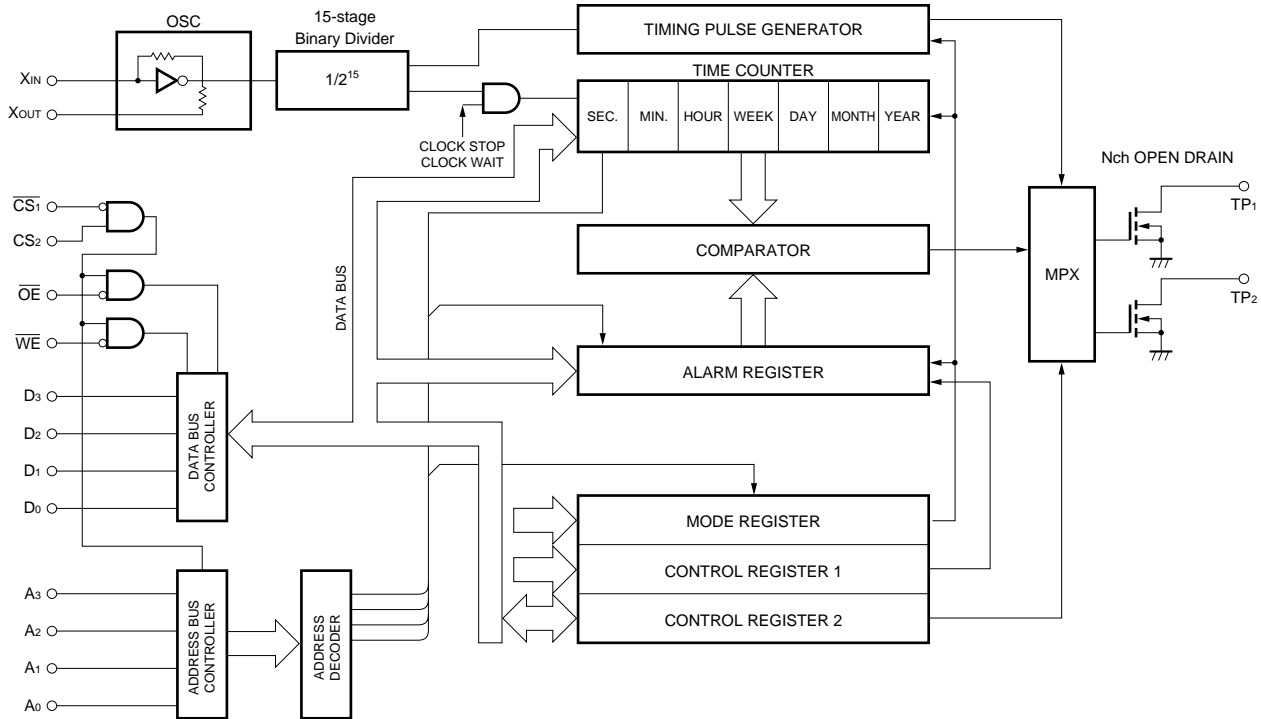 OSC
15-stage
Binary Divider
1/2¹⁵
XIN
XOUT
TIMING PULSE GENERATOR
TIME COUNTER
SEC.
MIN.
HOUR
WEEK
DAY
MONTH
YEAR
CLOCK STOP
CLOCK WAIT
Nch OPEN DRAIN
TP1
TP2
MPX
COMPARATOR
ALARM REGISTER
DATA BUS
C̅S̅1̅
CS2
O̅E̅
W̅E̅
D3
D2
D1
D0
DATA BUS
CONTROLLER
MODE REGISTER
CONTROL REGISTER 1
CONTROL REGISTER 2
A3
A2
A1
A0
ADDRESS BUS
CONTROLLER
ADDRESS
DECODER